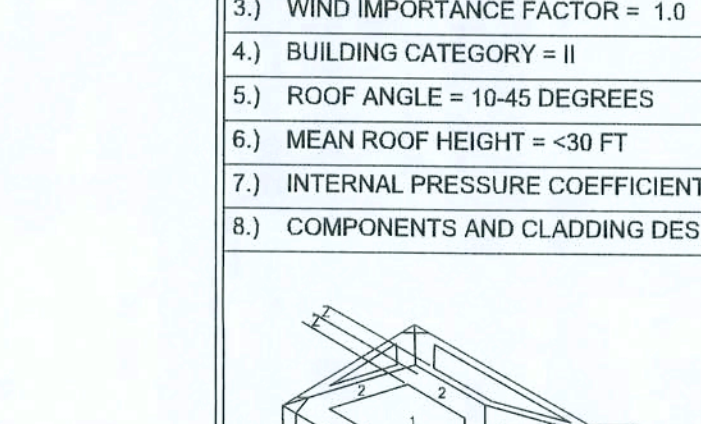 3.) WIND IMPORTANCE FACTOR = 1.0
4.) BUILDING CATEGORY = II
5.) ROOF ANGLE = 10-45 DEGREES
6.) MEAN ROOF HEIGHT = <30 FT
7.) INTERNAL PRESSURE COEFFICIENT
8.) COMPONENTS AND CLADDING DES
Z
Z
2
2
1